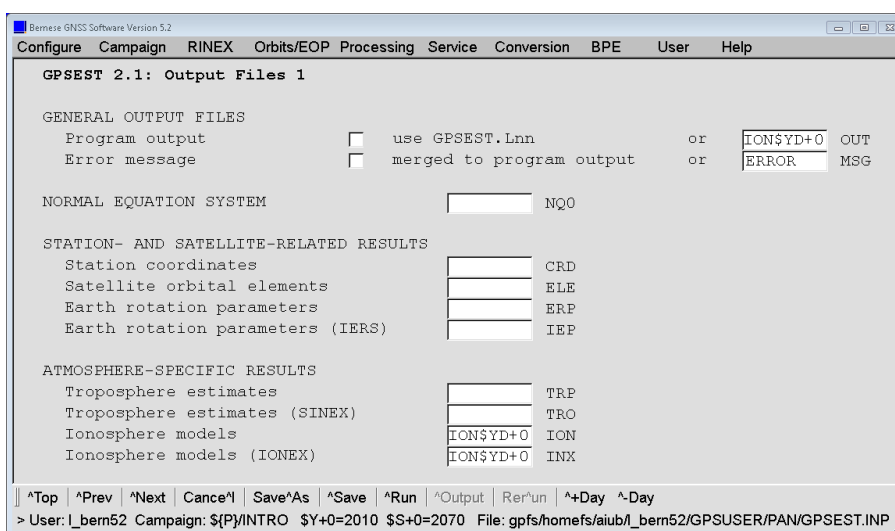 Bernese GNSS Software Version 5.2
Configure Campaign RINEX Orbits/EOP Processing Service Conversion BPE User Help
GPSEST 2.1: Output Files 1
GENERAL OUTPUT FILES
Program output use GPSEST.Lnn or ION$YD+0 OUT
Error message merged to program output or ERROR MSG
NORMAL EQUATION SYSTEM NQ0
STATION- AND SATELLITE-RELATED RESULTS
Station coordinates CRD
Satellite orbital elements ELE
Earth rotation parameters ERP
Earth rotation parameters (IERS) IEP
ATMOSPHERE-SPECIFIC RESULTS
Troposphere estimates TRP
Troposphere estimates (SINEX) TRO
Ionosphere models ION$YD+0 ION
Ionosphere models (IONEX) ION$YD+0 INX
^Top | ^Prev | ^Next | Cance^l | Save^As | ^Save | ^Run | ^Output | Rer^un | ^+Day ^-Day
> User: l_bern52 Campaign: ${P}/INTRO $Y+0=2010 $S+0=2070 File: gpfs/homefs/aiub/l_bern52/GPSUSER/PAN/GPSEST.INP